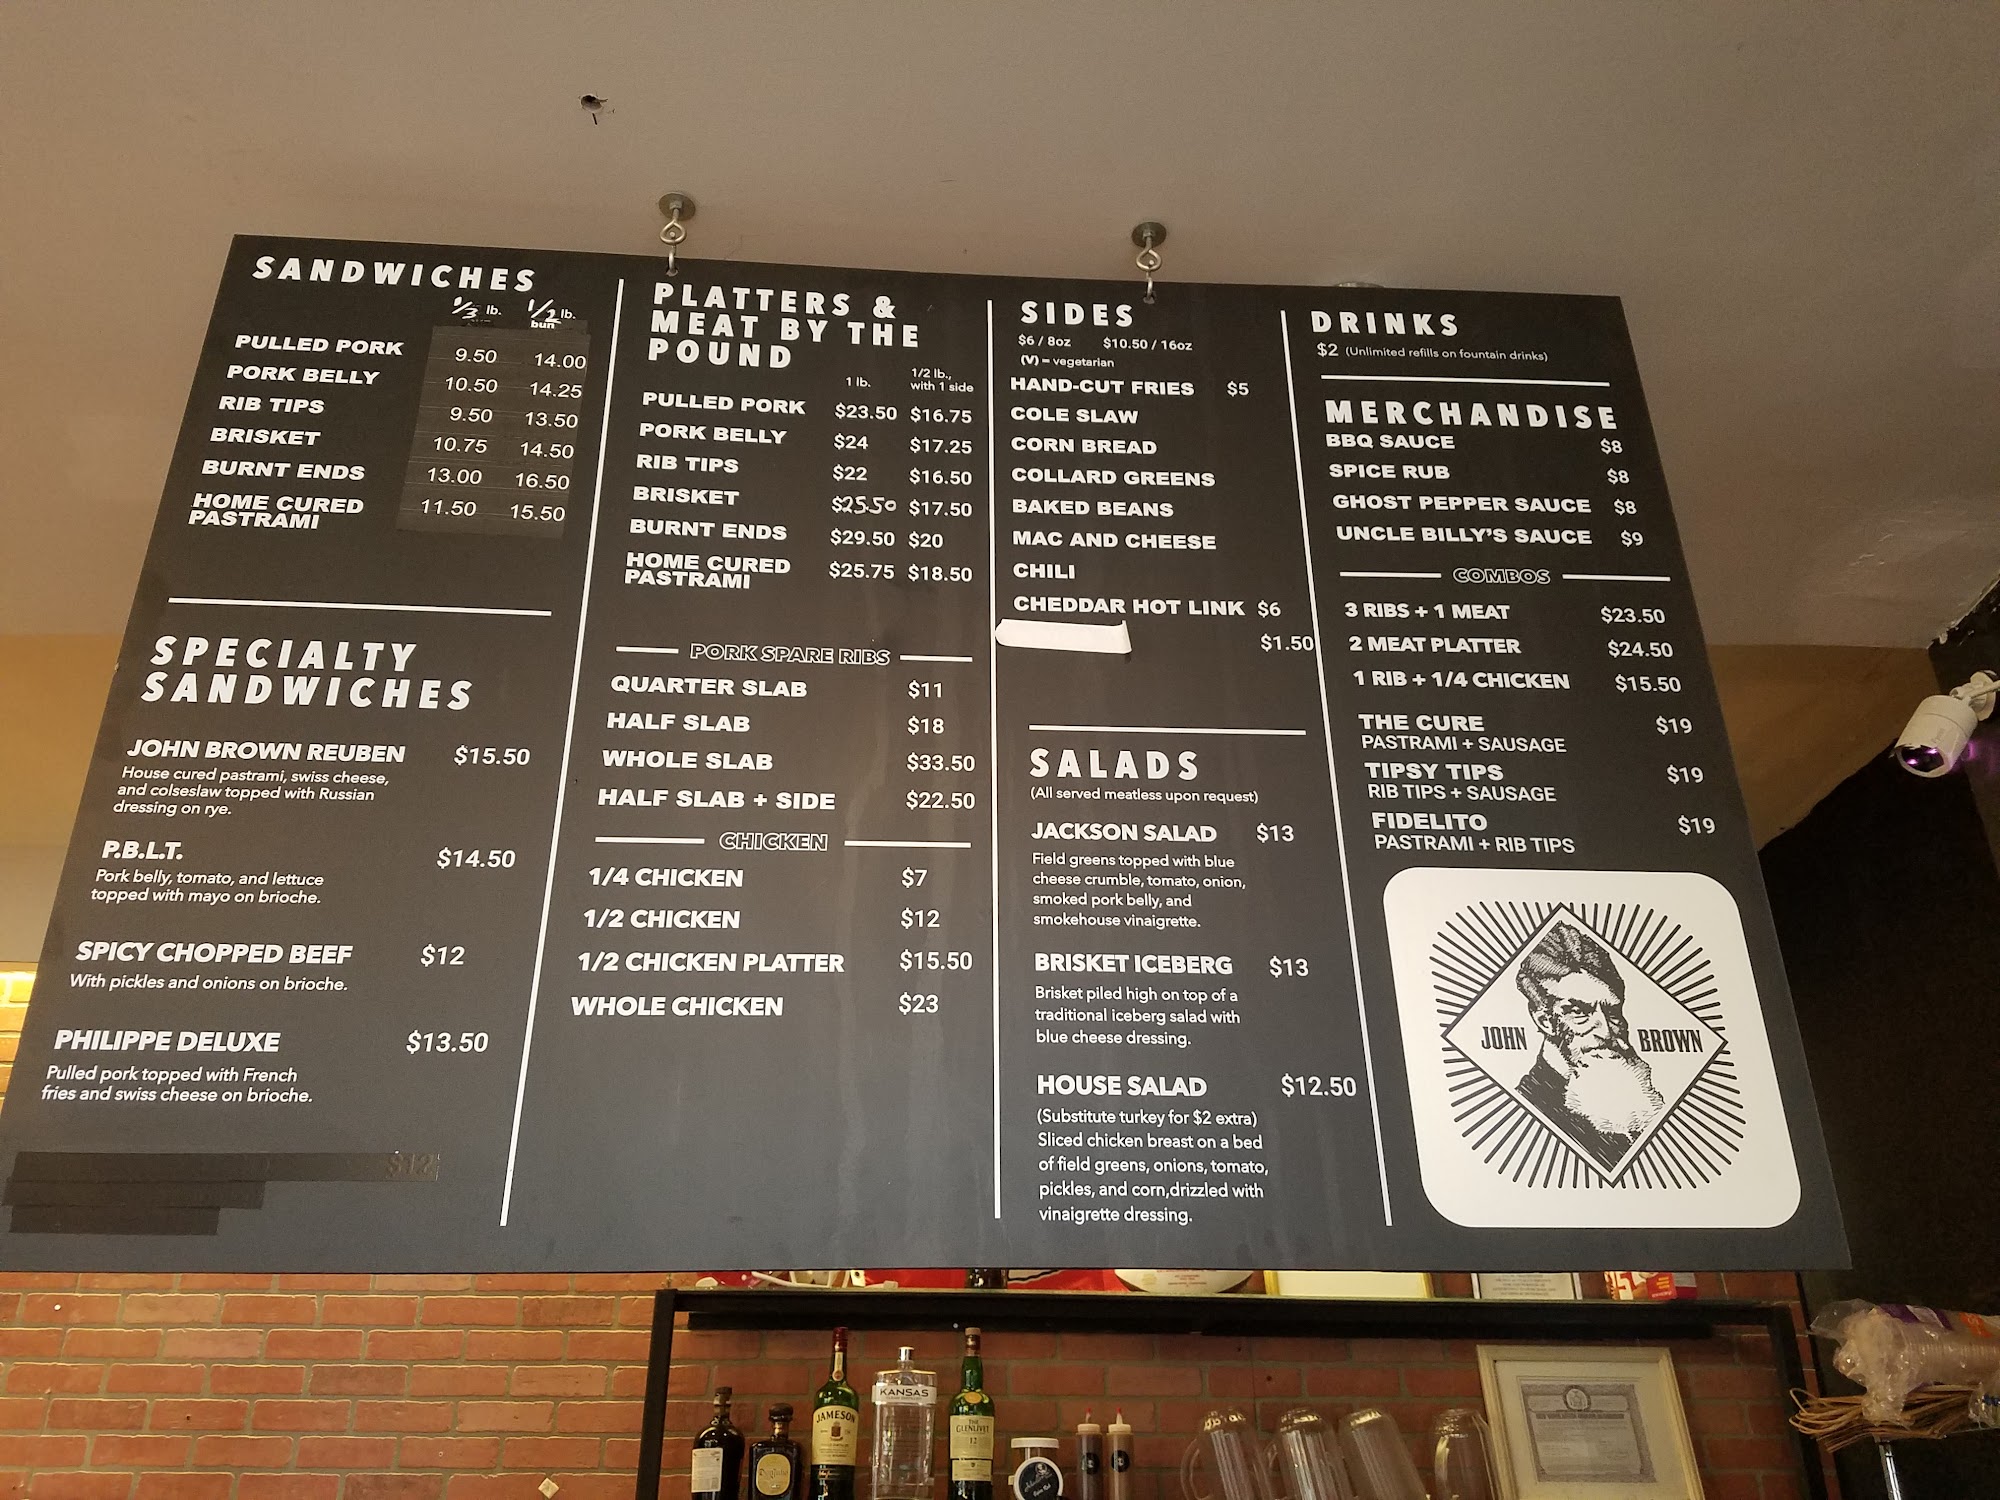 SANDWICHES
1/3 lb. 1/2 lb.
bun
PULLED PORK 9.50 14.00
PORK BELLY 10.50 14.25
RIB TIPS 9.50 13.50
BRISKET 10.75 14.50
BURNT ENDS 13.00 16.50
HOME CURED
PASTRAMI 11.50 15.50
SPECIALTY
SANDWICHES
JOHN BROWN REUBEN $15.50
House cured pastrami, swiss cheese,
and colseslaw topped with Russian
dressing on rye.
P.B.L.T. $14.50
Pork belly, tomato, and lettuce
topped with mayo on brioche.
SPICY CHOPPED BEEF $12
With pickles and onions on brioche.
PHILIPPE DELUXE $13.50
Pulled pork topped with French
fries and swiss cheese on brioche.
$12
PLATTERS &
MEAT BY THE
POUND
1 lb. 1/2 lb.,
with 1 side
PULLED PORK $23.50 $16.75
PORK BELLY $24 $17.25
RIB TIPS $22 $16.50
BRISKET $25.50 $17.50
BURNT ENDS $29.50 $20
HOME CURED
PASTRAMI $25.75 $18.50
PORK SPARE RIBS
QUARTER SLAB $11
HALF SLAB $18
WHOLE SLAB $33.50
HALF SLAB + SIDE $22.50
CHICKEN
1/4 CHICKEN $7
1/2 CHICKEN $12
1/2 CHICKEN PLATTER $15.50
WHOLE CHICKEN $23
SIDES
$6 / 8oz $10.50 / 16oz
(V) = vegetarian
HAND-CUT FRIES $5
COLE SLAW
CORN BREAD
COLLARD GREENS
BAKED BEANS
MAC AND CHEESE
CHILI
CHEDDAR HOT LINK $6
$1.50
SALADS
(All served meatless upon request)
JACKSON SALAD $13
Field greens topped with blue
cheese crumble, tomato, onion,
smoked pork belly, and
smokehouse vinaigrette.
BRISKET ICEBERG $13
Brisket piled high on top of a
traditional iceberg salad with
blue cheese dressing.
HOUSE SALAD $12.50
(Substitute turkey for $2 extra)
Sliced chicken breast on a bed
of field greens, onions, tomato,
pickles, and corn,drizzled with
vinaigrette dressing.
DRINKS
$2 (Unlimited refills on fountain drinks)
MERCHANDISE
BBQ SAUCE $8
SPICE RUB $8
GHOST PEPPER SAUCE $8
UNCLE BILLY'S SAUCE $9
COMBOS
3 RIBS + 1 MEAT $23.50
2 MEAT PLATTER $24.50
1 RIB + 1/4 CHICKEN $15.50
THE CURE $19
PASTRAMI + SAUSAGE
TIPSY TIPS $19
RIB TIPS + SAUSAGE
FIDELITO $19
PASTRAMI + RIB TIPS
JOHN BROWN
JAMESON
KANSAS
THE
GLENLIVET
12